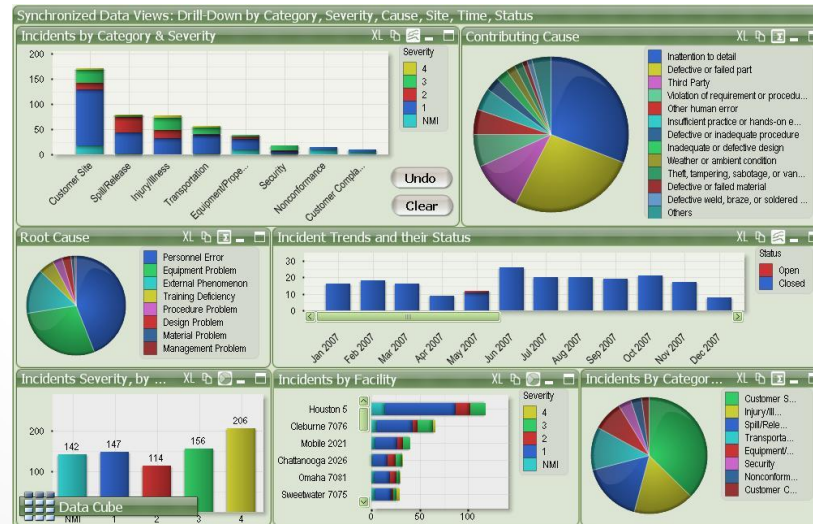 Synchronized Data Views: Drill-Down by Category, Severity, Cause, Site, Time, Status
Incidents by Category & Severity
XL
200
150
100
50
0
Customer Site
Spill/Release
Injury/Illness
Transportation
Equipment/Prope...
Security
Nonconformance
Customer Compla...
Severity
4
3
2
1
NMI
Undo
Clear
Contributing Cause
XL
Inattention to detail
Defective or failed part
Third Party
Violation of requirement or procedu...
Other human error
Insufficient practice or hands-on e...
Defective or inadequate procedure
Inadequate or defective design
Weather or ambient condition
Theft, tampering, sabotage, or van...
Defective or failed material
Defective weld, braze, or soldered ...
Others
Root Cause
XL
Personnel Error
Equipment Problem
External Phenomenon
Training Deficiency
Procedure Problem
Design Problem
Material Problem
Management Problem
Incident Trends and their Status
XL
30
20
10
0
Jan 2007
Feb 2007
Mar 2007
Apr 2007
May 2007
Jun 2007
Jul 2007
Aug 2007
Sep 2007
Oct 2007
Nov 2007
Dec 2007
Status
Open
Closed
Incidents Severity, by ...
XL
200
100
142
147
114
156
206
NMI
1
2
3
4
Data Cube
Incidents by Facility
XL
Houston 5
Cleburne 7076
Mobile 2021
Chattanooga 2026
Omaha 7081
Sweetwater 7075
0
50
100
Severity
4
3
2
1
NMI
Incidents By Categor...
XL
Customer S...
Injury/Ill...
Spill/Rele...
Transporta...
Equipment/...
Security
Nonconform...
Customer C...